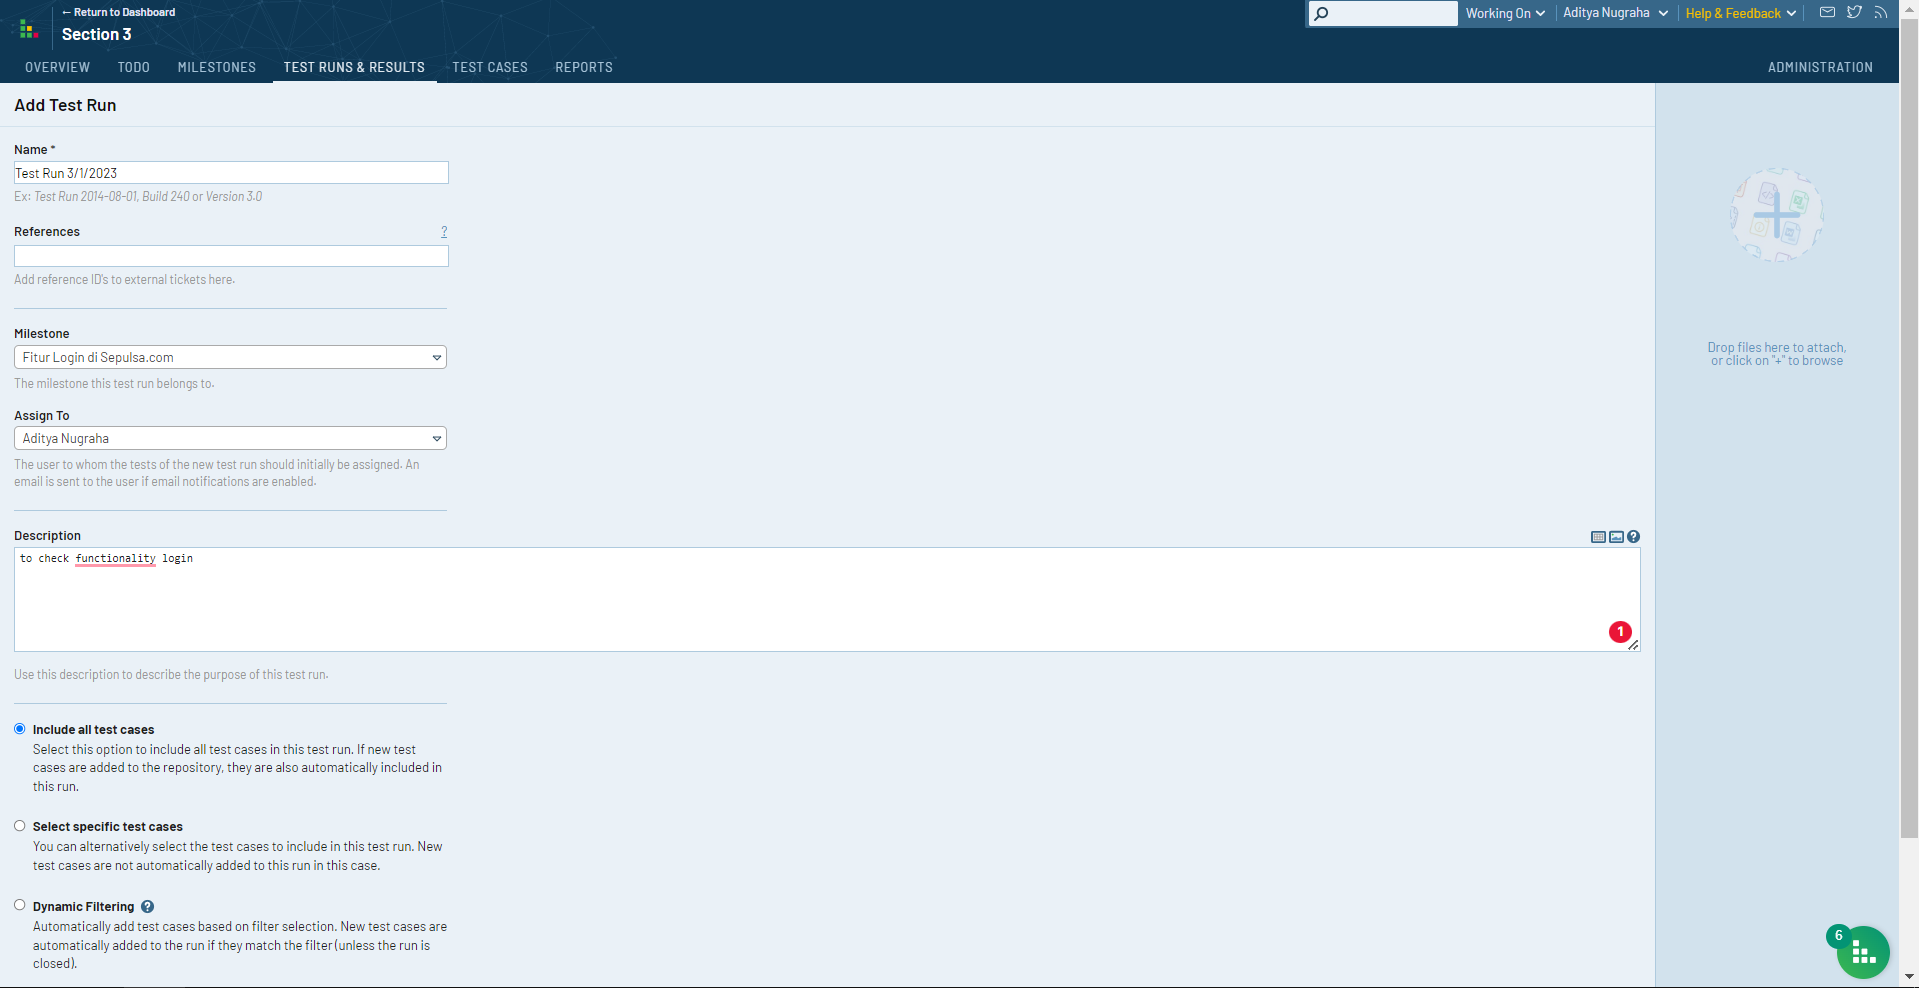 ← Return to Dashboard
Section 3
Working On
Aditya Nugraha
Help & Feedback
OVERVIEW TODO MILESTONES TEST RUNS & RESULTS TEST CASES REPORTS ADMINISTRATION
Add Test Run
Name *
Test Run 3/1/2023
Ex: Test Run 2014-08-01, Build 240 or Version 3.0
References ?
Add reference ID's to external tickets here.
Milestone
Fitur Login di Sepulsa.com
The milestone this test run belongs to.
Assign To
Aditya Nugraha
The user to whom the tests of the new test run should initially be assigned. An
email is sent to the user if email notifications are enabled.
Description
?
to check functionality login
1
Use this description to describe the purpose of this test run.
Include all test cases
Select this option to include all test cases in this test run. If new test
cases are added to the repository, they are also automatically included in
this run.
Select specific test cases
You can alternatively select the test cases to include in this test run. New
test cases are not automatically added to this run in this case.
Dynamic Filtering ?
Automatically add test cases based on filter selection. New test cases are
automatically added to the run if they match the filter (unless the run is
closed).
Drop files here to attach,
or click on "+" to browse
6